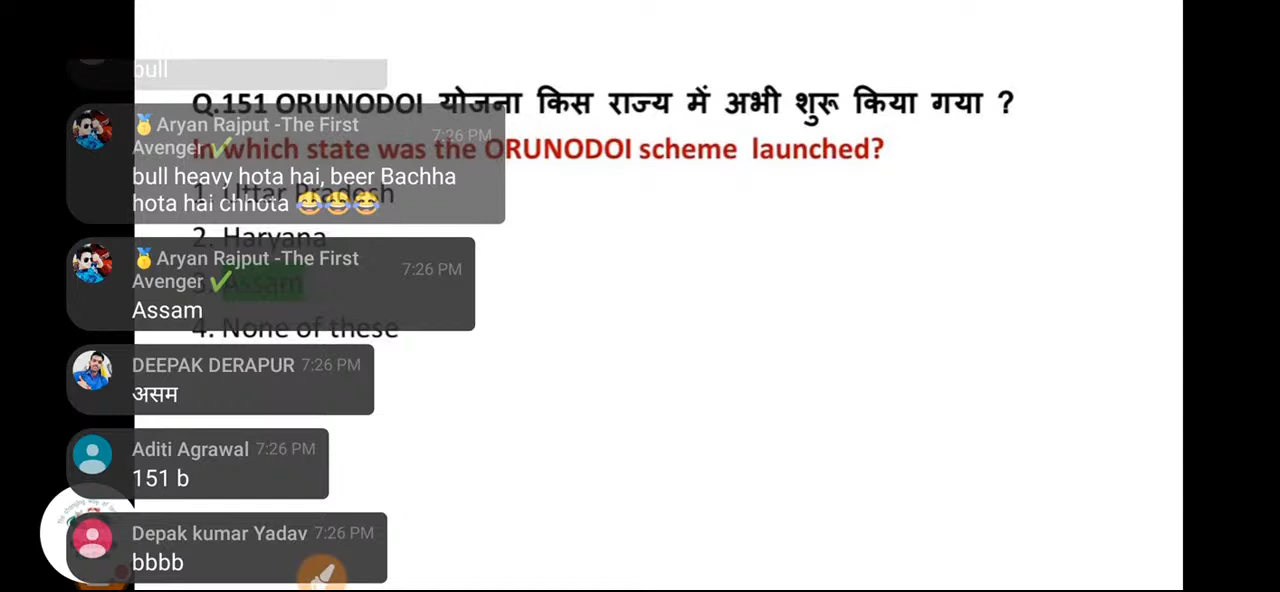 bull
Q.151 ORUNODOI योजना किस राज्य में अभी शुरू किया गया ?
In which state was the ORUNODOI scheme launched?
1. Uttar Pradesh
2. Haryana
3. Assam
4. None of these
🥇Aryan Rajput -The First
Avenger ✓ 7:26 PM
bull heavy hota hai, beer Bachha
hota hai chhota 😂😂😂
🥇Aryan Rajput -The First
Avenger ✓ 7:26 PM
Assam
DEEPAK DERAPUR 7:26 PM
असम
Aditi Agrawal 7:26 PM
151 b
Depak kumar Yadav 7:26 PM
bbbb